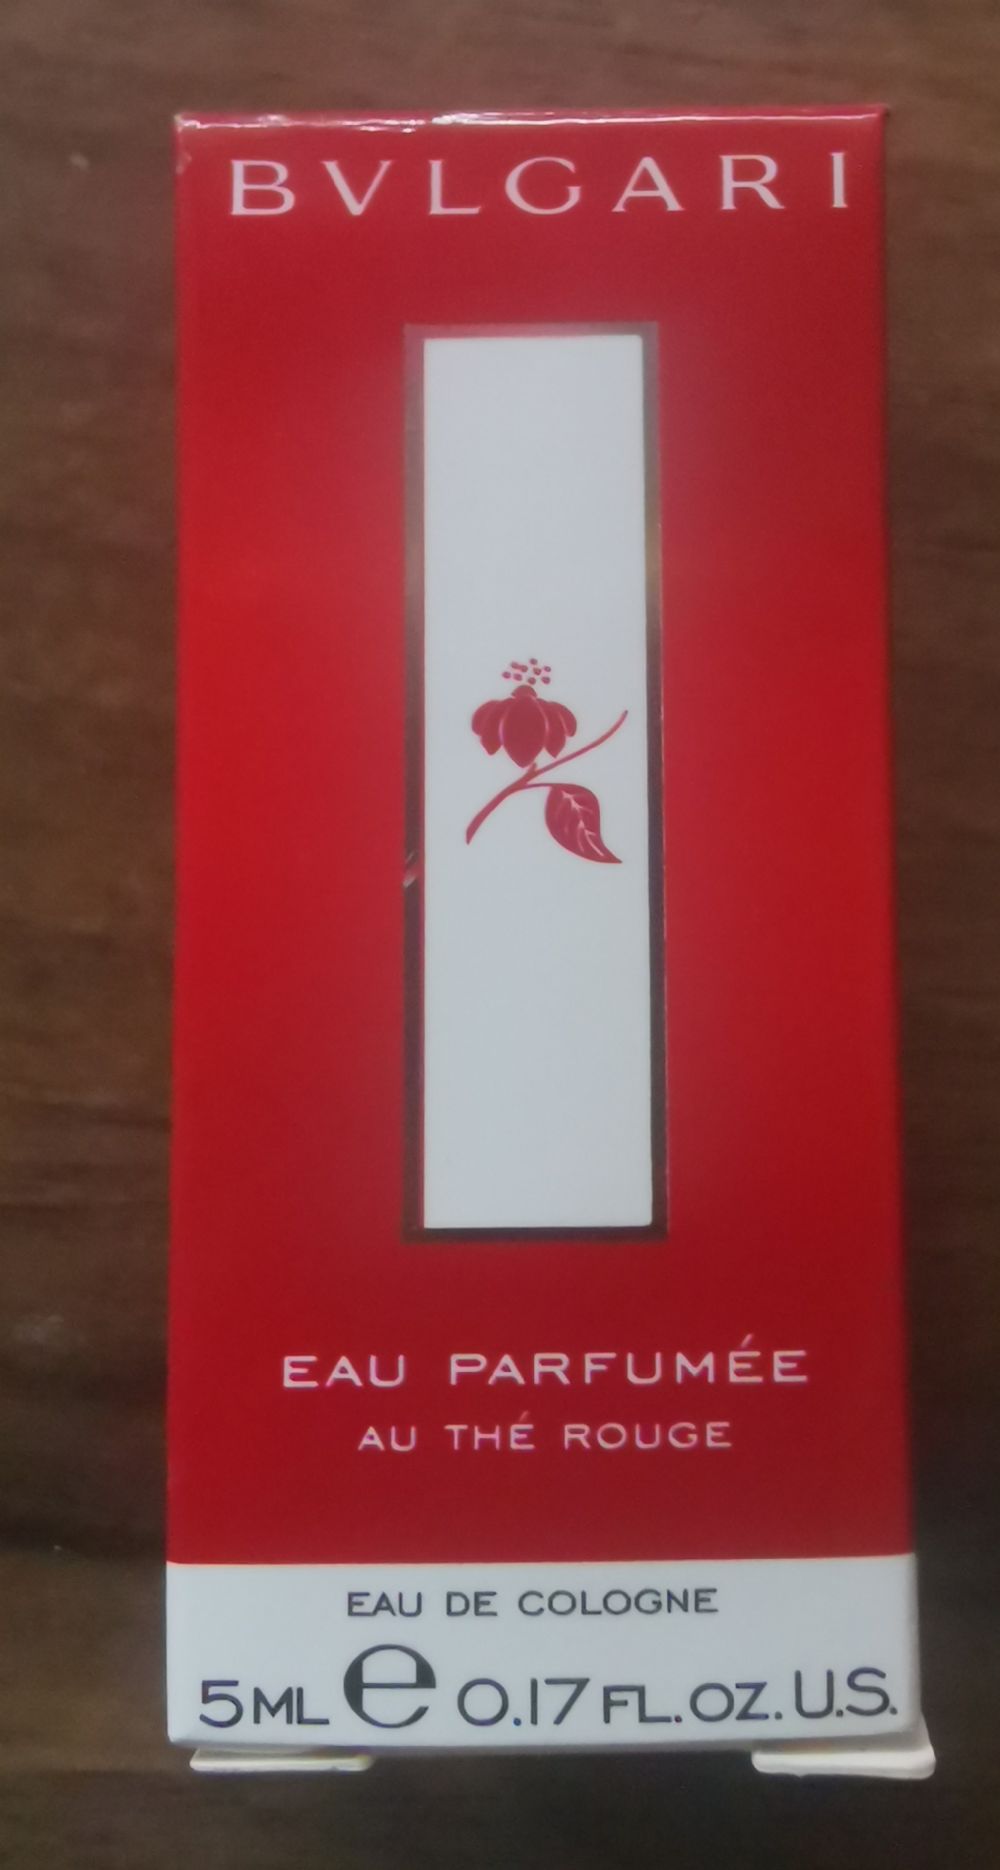 BVLGARI
EAU PARFUMÉE
AU THÉ ROUGE
EAU DE COLOGNE
5ML e 0.17 FL.OZ. U.S.